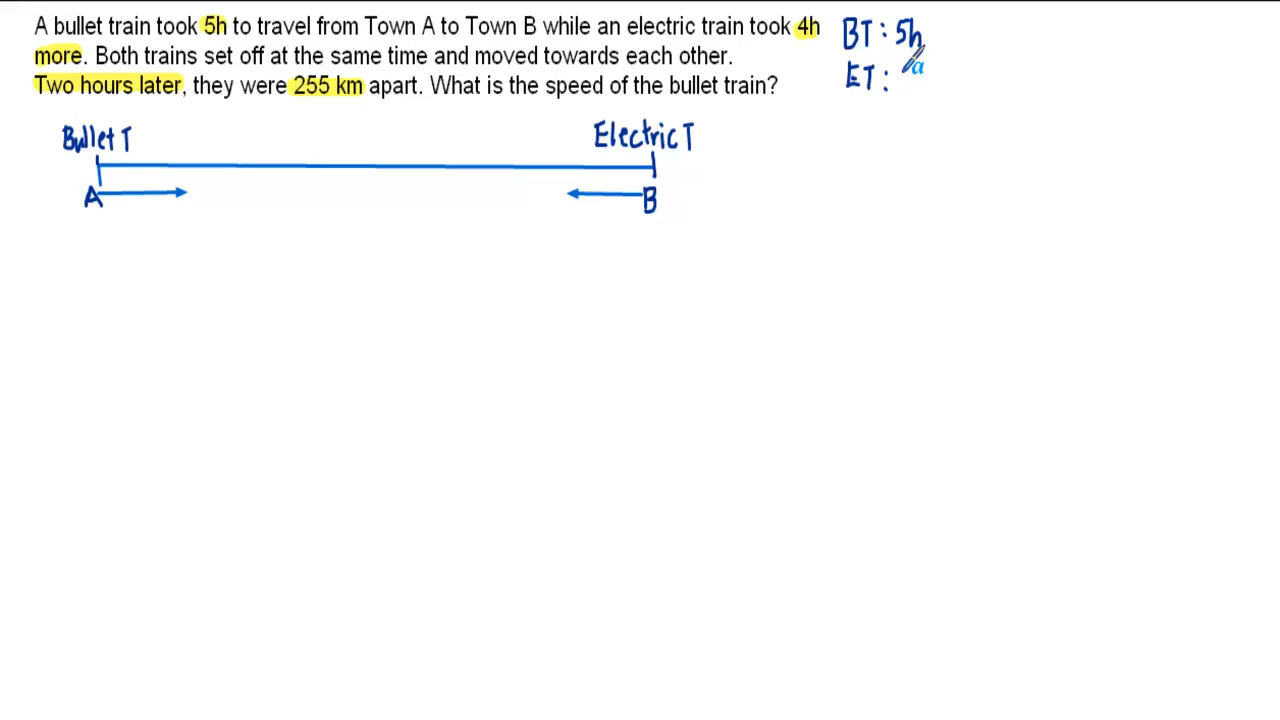 A bullet train took 5h to travel from Town A to Town B while an electric train took 4h
more. Both trains set off at the same time and moved towards each other.
Two hours later, they were 255 km apart. What is the speed of the bullet train?
BT: 5h
ET:
Bullet T
Electric T
A
B